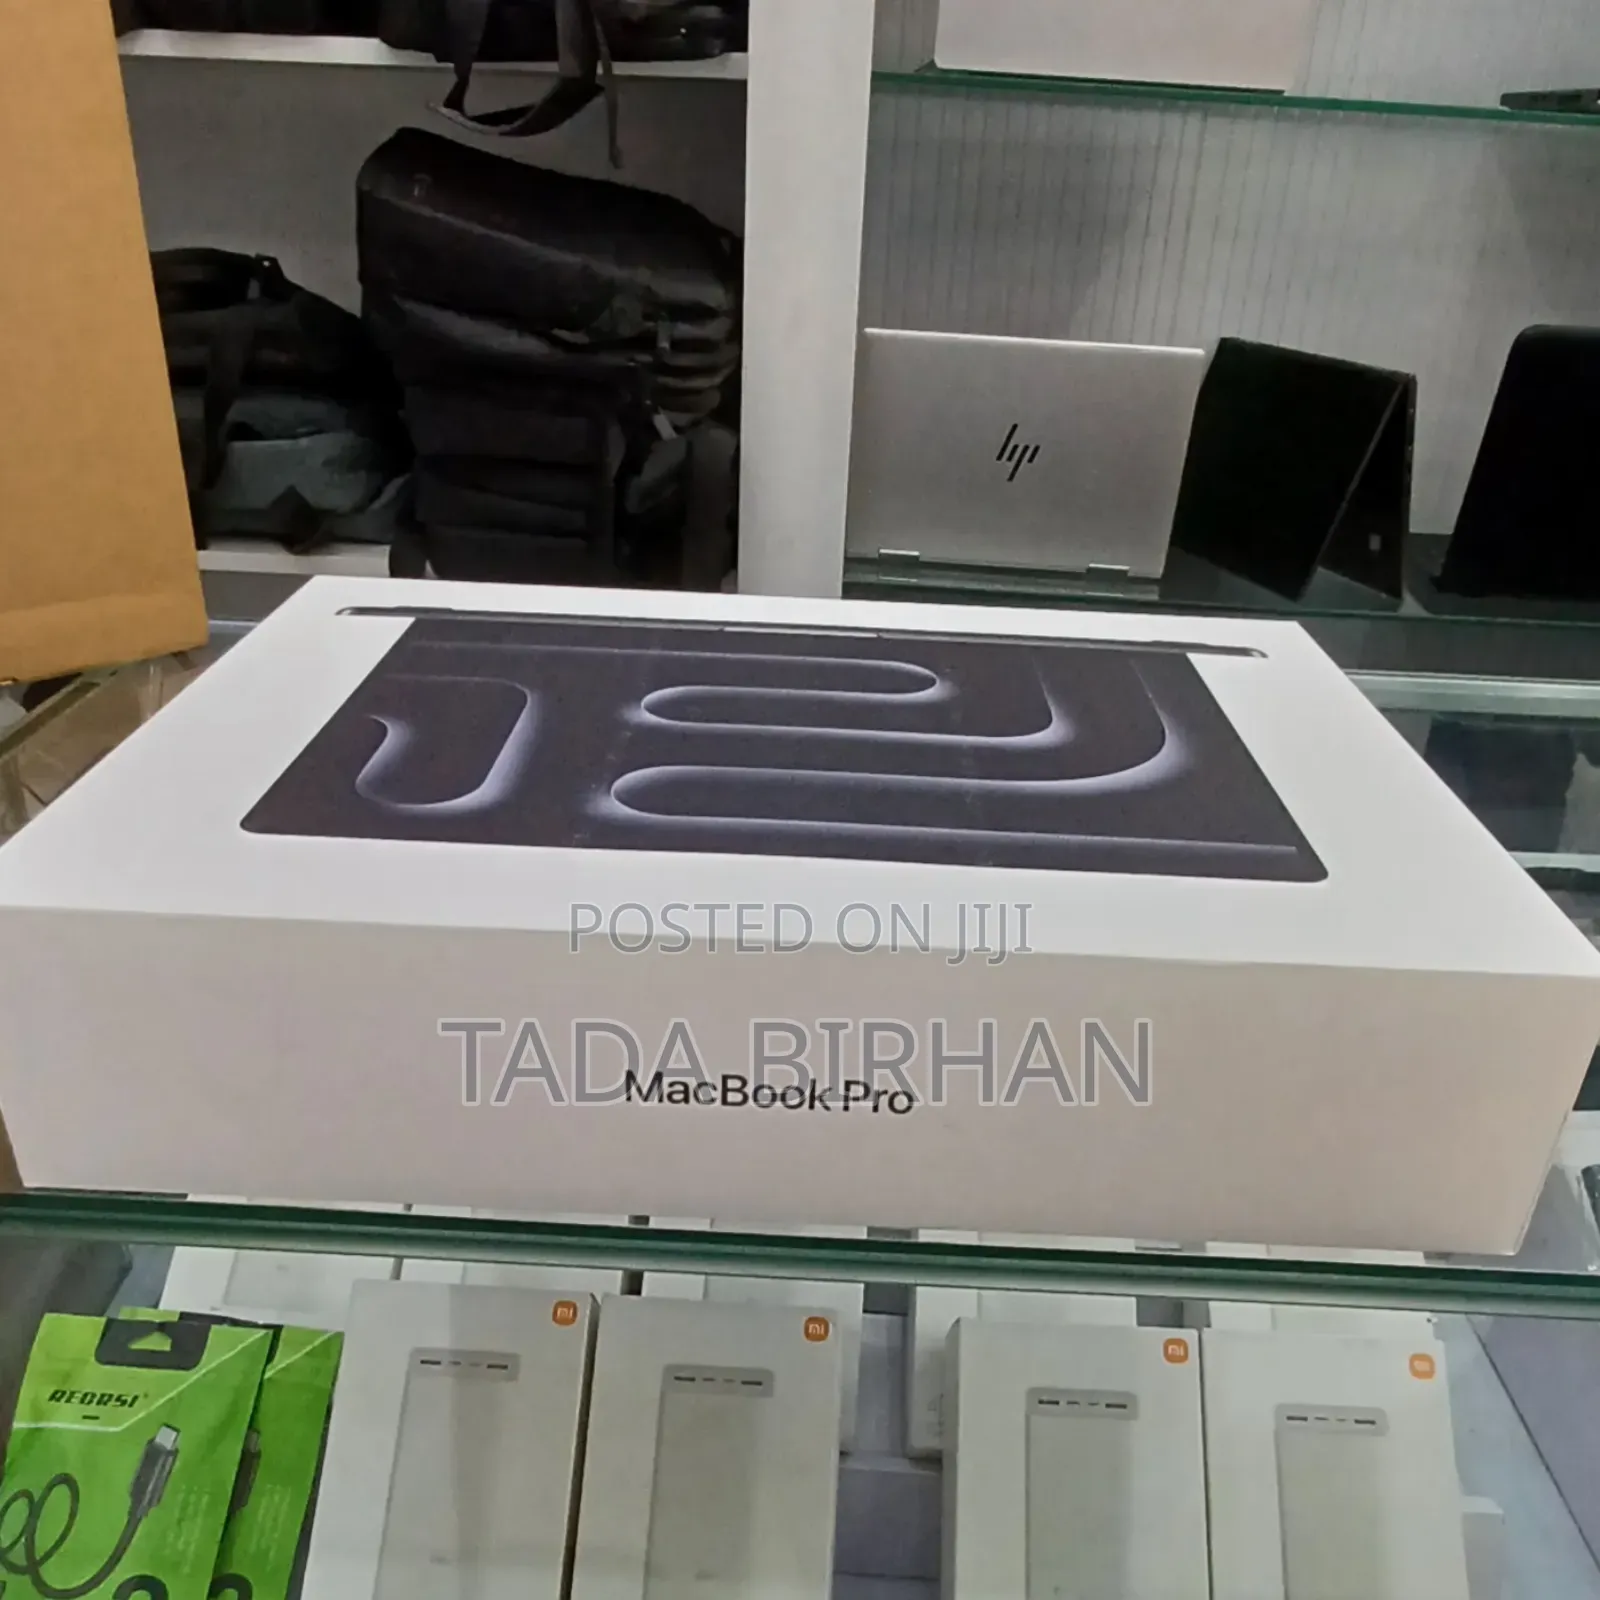 hp
POSTED ON JIJI
TADA BIRHAN
MacBook Pro
mi
mi
mi
mi
REORSI